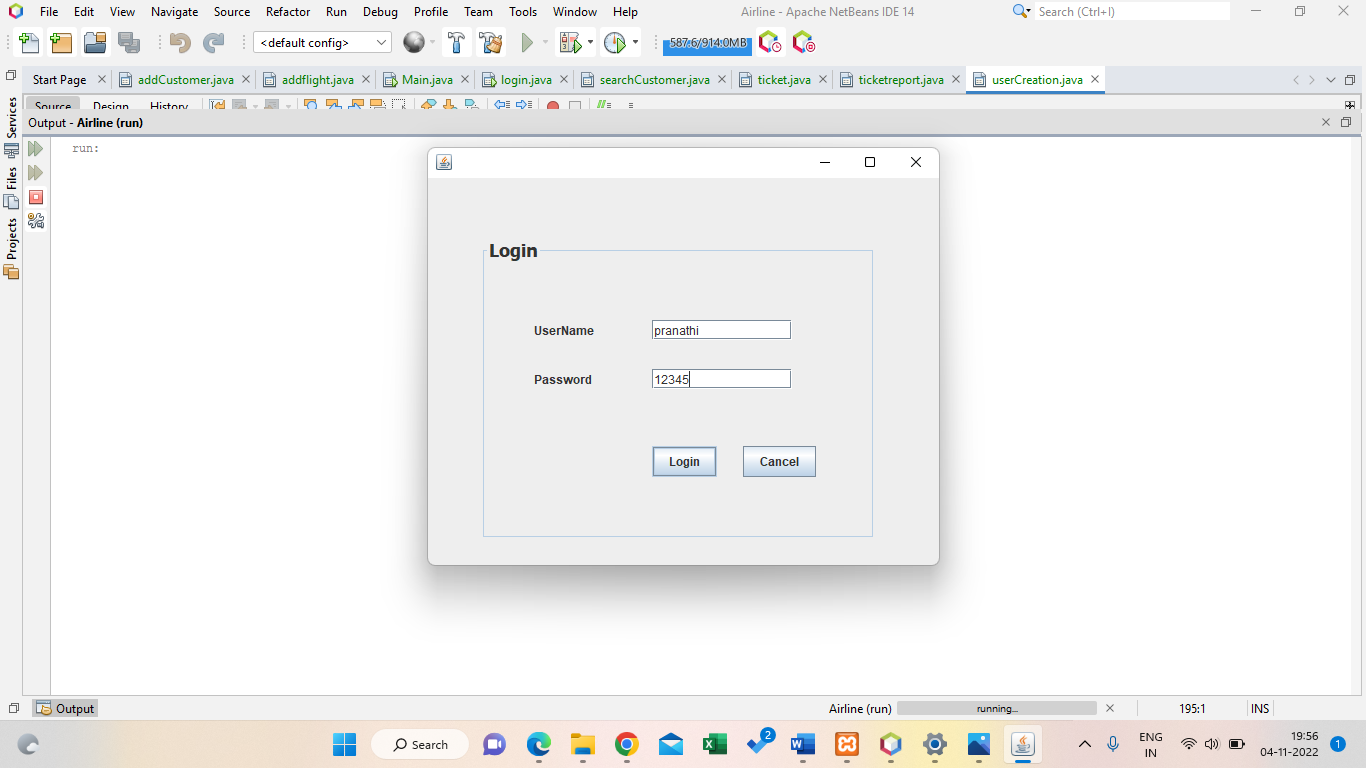 File Edit View Navigate Source Refactor Run Debug Profile Team Tools Window Help Airline - Apache NetBeans IDE 14 Search (Ctrl+I)
<default config> 587.6/914.0MB
Start Page addCustomer.java addflight.java Main.java login.java searchCustomer.java ticket.java ticketreport.java userCreation.java
Source Design History
Output - Airline (run)
run:
Services
Files
Projects
Login
UserName pranathi
Password 12345
Login Cancel
Output Airline (run) running... 195:1 INS
Search 2 ENG IN 19:56 04-11-2022 1